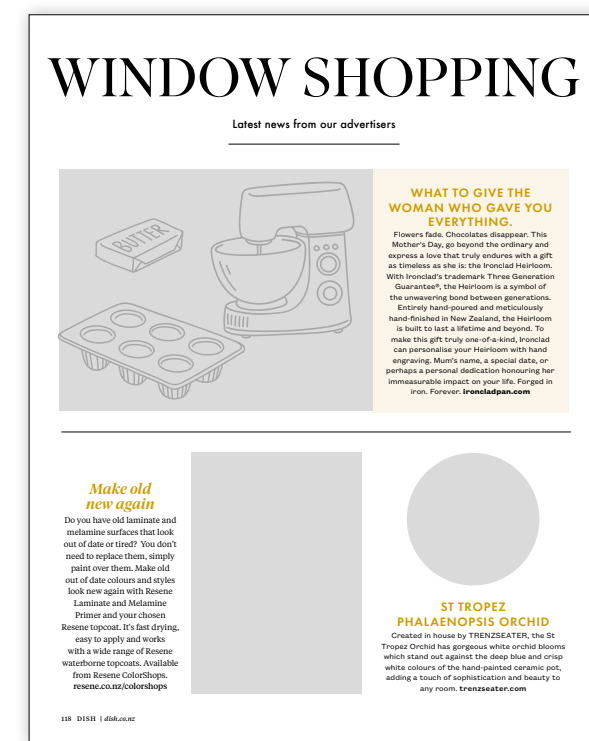 WINDOW SHOPPING
Latest news from our advertisers
BUTTER
WHAT TO GIVE THE
WOMAN WHO GAVE YOU
EVERYTHING.
Flowers fade. Chocolates disappear. This
Mother's Day, go beyond the ordinary and
express a love that truly endures with a gift
as timeless as she is: the Ironclad Heirloom.
With Ironclad's trademark Three Generation
Guarantee®, the Heirloom is a symbol of
the unwavering bond between generations.
Entirely hand-poured and meticulously
hand-finished in New Zealand, the Heirloom
is built to last a lifetime and beyond. To
make this gift truly one-of-a-kind, Ironclad
can personalise your Heirloom with hand
engraving. Mum's name, a special date, or
perhaps a personal dedication honouring her
immeasurable impact on your life. Forged in
iron. Forever. ironcladpan.com
Make old
new again
Do you have old laminate and
melamine surfaces that look
out of date or tired? You don't
need to replace them, simply
paint over them. Make old
out of date colours and styles
look new again with Resene
Laminate and Melamine
Primer and your chosen
Resene topcoat. It's fast drying,
easy to apply and works
with a wide range of Resene
waterborne topcoats. Available
from Resene ColorShops.
resene.co.nz/colorshops
ST TROPEZ
PHALAENOPSIS ORCHID
Created in house by TRENZSEATER, the St
Tropez Orchid has gorgeous white orchid blooms
which stand out against the deep blue and crisp
white colours of the hand-painted ceramic pot,
adding a touch of sophistication and beauty to
any room. trenzseater.com
118 DISH | dish.co.nz